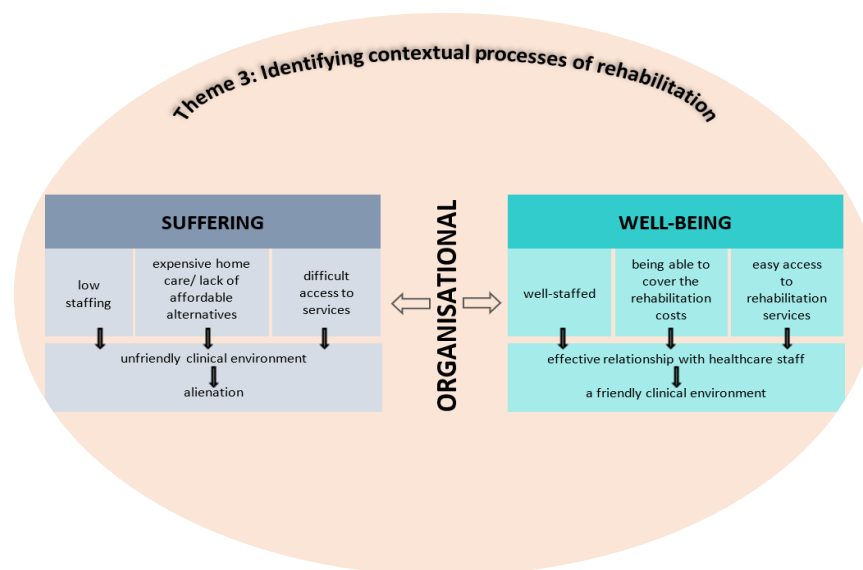 Theme 3: Identifying contextual processes of rehabilitation
SUFFERING
low
staffing
expensive home
care/ lack of
affordable
alternatives
difficult
access to
services
unfriendly clinical environment
alienation
ORGANISATIONAL
WELL-BEING
well-staffed
being able to
cover the
rehabilitation
costs
easy access
to
rehabilitation
services
effective relationship with healthcare staff
a friendly clinical environment